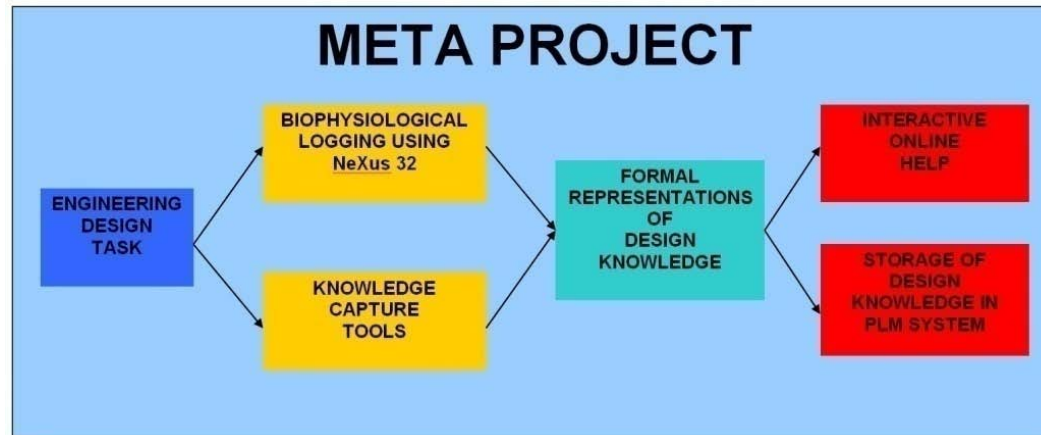 META PROJECT
ENGINEERING
DESIGN
TASK
BIOPHYSIOLOGICAL
LOGGING USING
NeXus 32
KNOWLEDGE
CAPTURE
TOOLS
FORMAL
REPRESENTATIONS
OF
DESIGN
KNOWLEDGE
INTERACTIVE
ONLINE
HELP
STORAGE OF
DESIGN
KNOWLEDGE IN
PLM SYSTEM